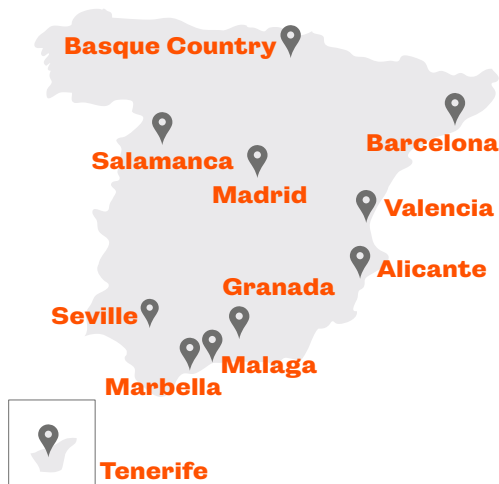 Basque Country
Barcelona
Salamanca
Madrid
Valencia
Alicante
Granada
Seville
Malaga
Marbella
Tenerife